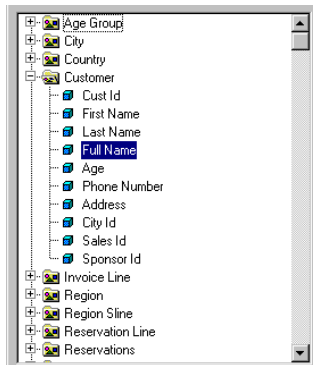 Age Group
City
Country
Customer
Cust Id
First Name
Last Name
Full Name
Age
Phone Number
Address
City Id
Sales Id
Sponsor Id
Invoice Line
Region
Region Sline
Reservation Line
Reservations